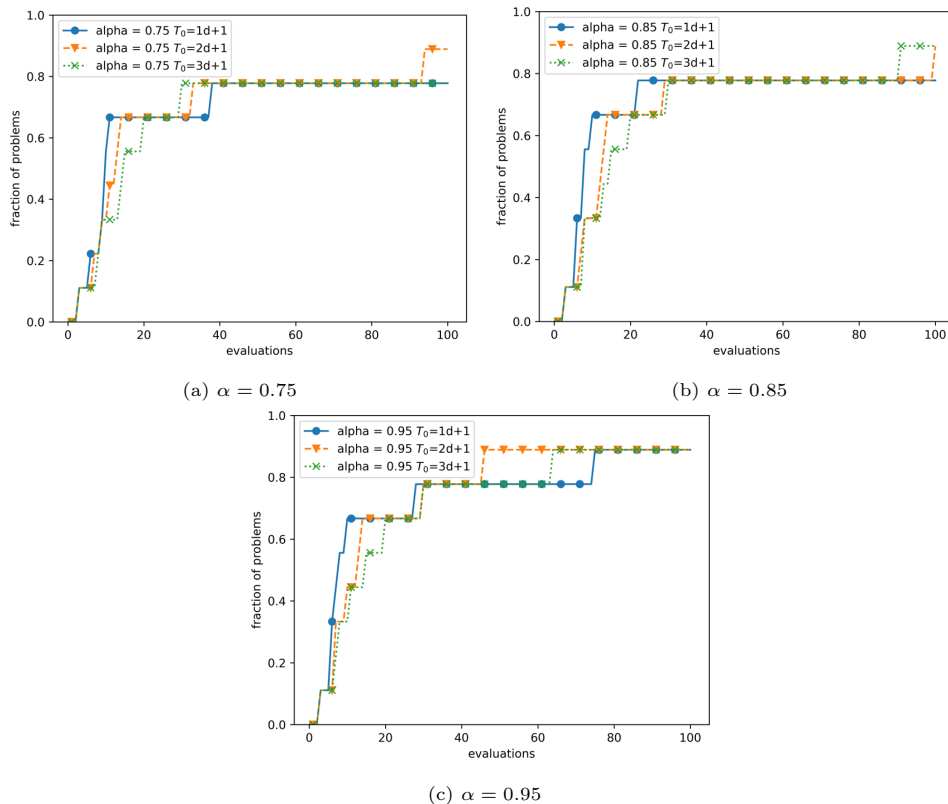 1.0
0.8
0.6
0.4
0.2
0.0
fraction of problems
alpha = 0.75 T₀=1d+1
alpha = 0.75 T₀=2d+1
alpha = 0.75 T₀=3d+1
0 20 40 60 80 100
evaluations
(a) α = 0.75
1.0
0.8
0.6
0.4
0.2
0.0
fraction of problems
alpha = 0.85 T₀=1d+1
alpha = 0.85 T₀=2d+1
alpha = 0.85 T₀=3d+1
0 20 40 60 80 100
evaluations
(b) α = 0.85
1.0
0.8
0.6
0.4
0.2
0.0
fraction of problems
alpha = 0.95 T₀=1d+1
alpha = 0.95 T₀=2d+1
alpha = 0.95 T₀=3d+1
0 20 40 60 80 100
evaluations
(c) α = 0.95